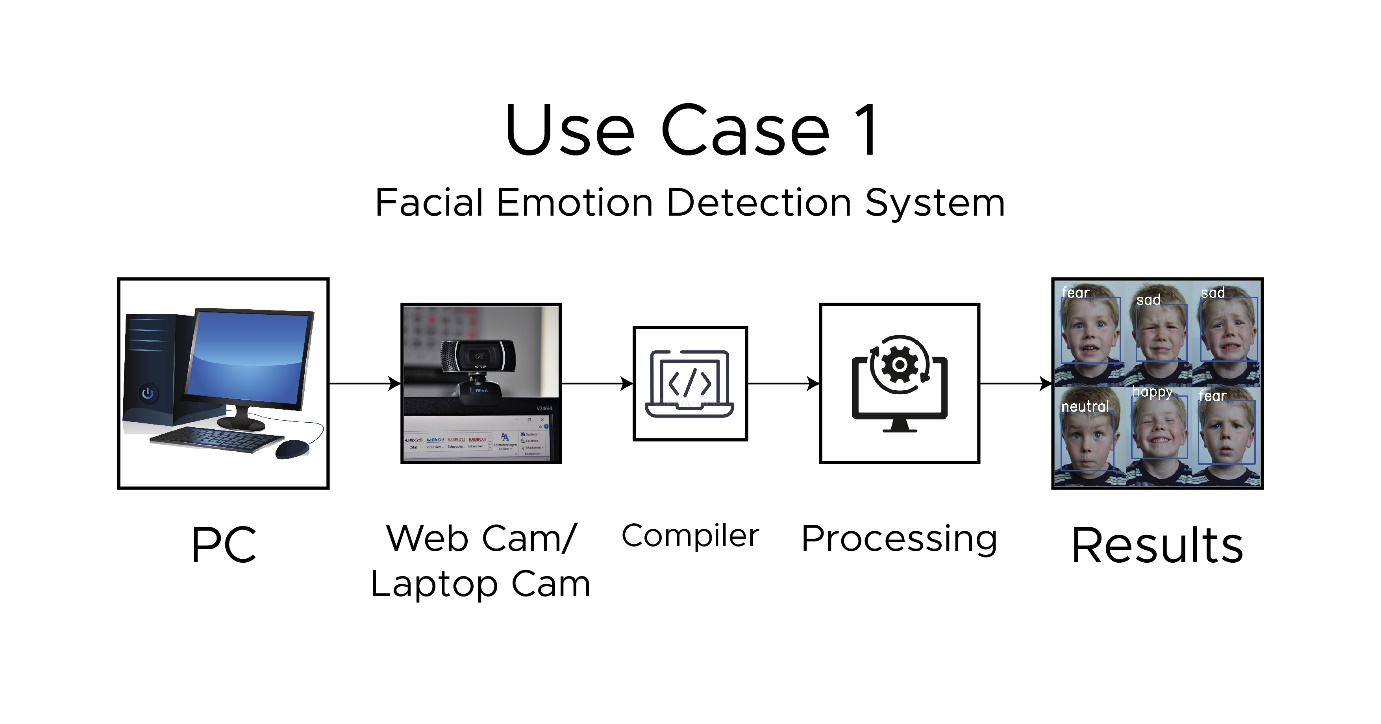 Use Case 1
Facial Emotion Detection System
fear
sad
sad
neutral
happy
fear
PC
Web Cam/
Laptop Cam
Compiler
Processing
Results